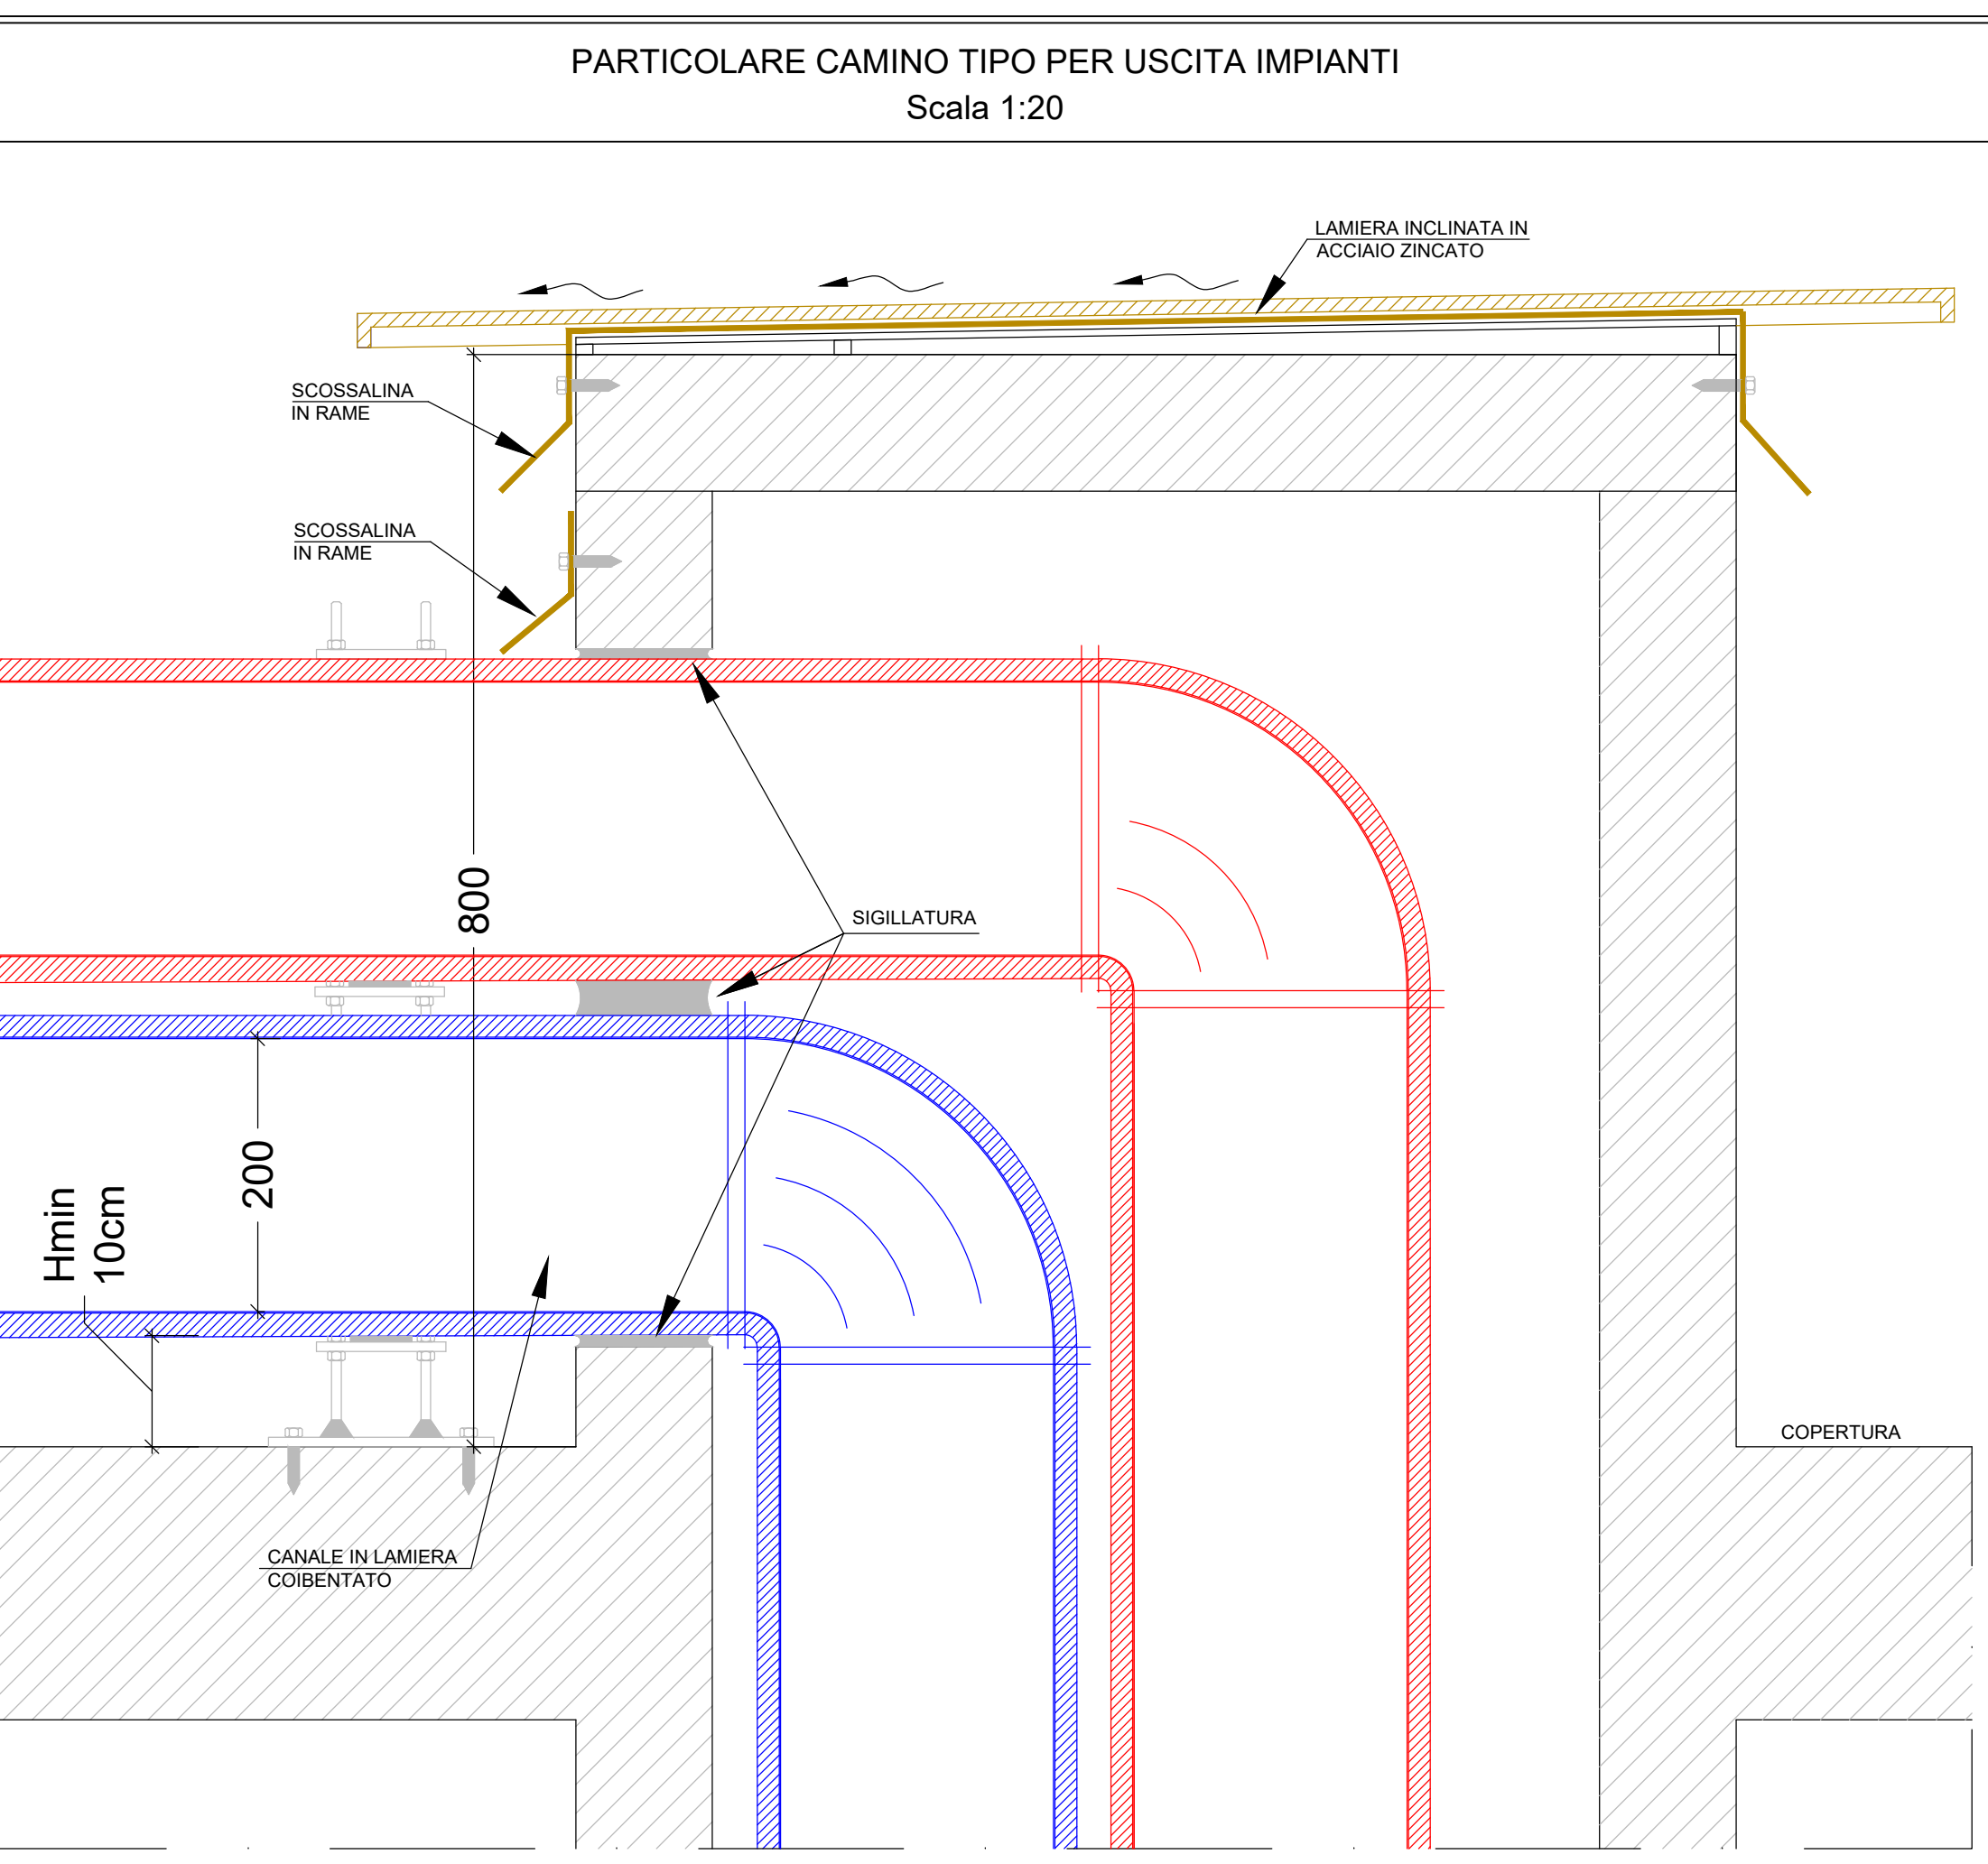 PARTICOLARE CAMINO TIPO PER USCITA IMPIANTI
Scala 1:20
LAMIERA INCLINATA IN
ACCIAIO ZINCATO
SCOSSALINA
IN RAME
SCOSSALINA
IN RAME
800
SIGILLATURA
200
Hmin
10cm
COPERTURA
CANALE IN LAMIERA
COIBENTATO